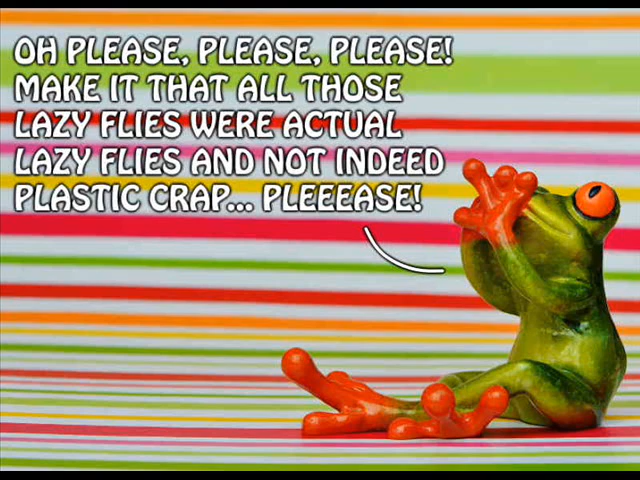 OH PLEASE, PLEASE, PLEASE!
MAKE IT THAT ALL THOSE
LAZY FLIES WERE ACTUAL
LAZY FLIES AND NOT INDEED
PLASTIC CRAP... PLEEEASE!